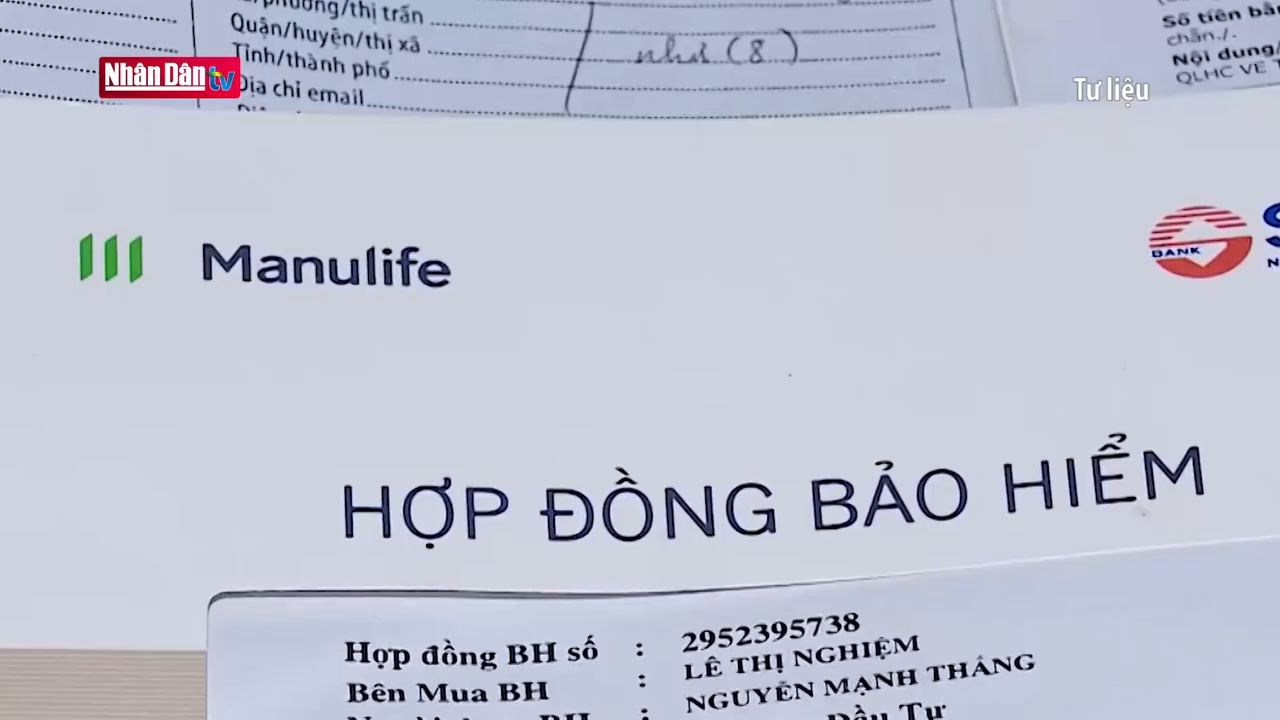 phường/thị trấn
Quận/huyện/thị xã
Tỉnh/thành phố
Địa chỉ email
như (8)
Số tiền bằ
chẵn./.
Nội dung/
QLHC VE T
Nhân Dân tv
Tư liệu
Manulife
BANK
HỢP ĐỒNG BẢO HIỂM
Hợp đồng BH số : 2952395738
Bên Mua BH : LÊ THỊ NGHIỆM
BH : NGUYỄN MẠNH THẮNG
Đầu Tư